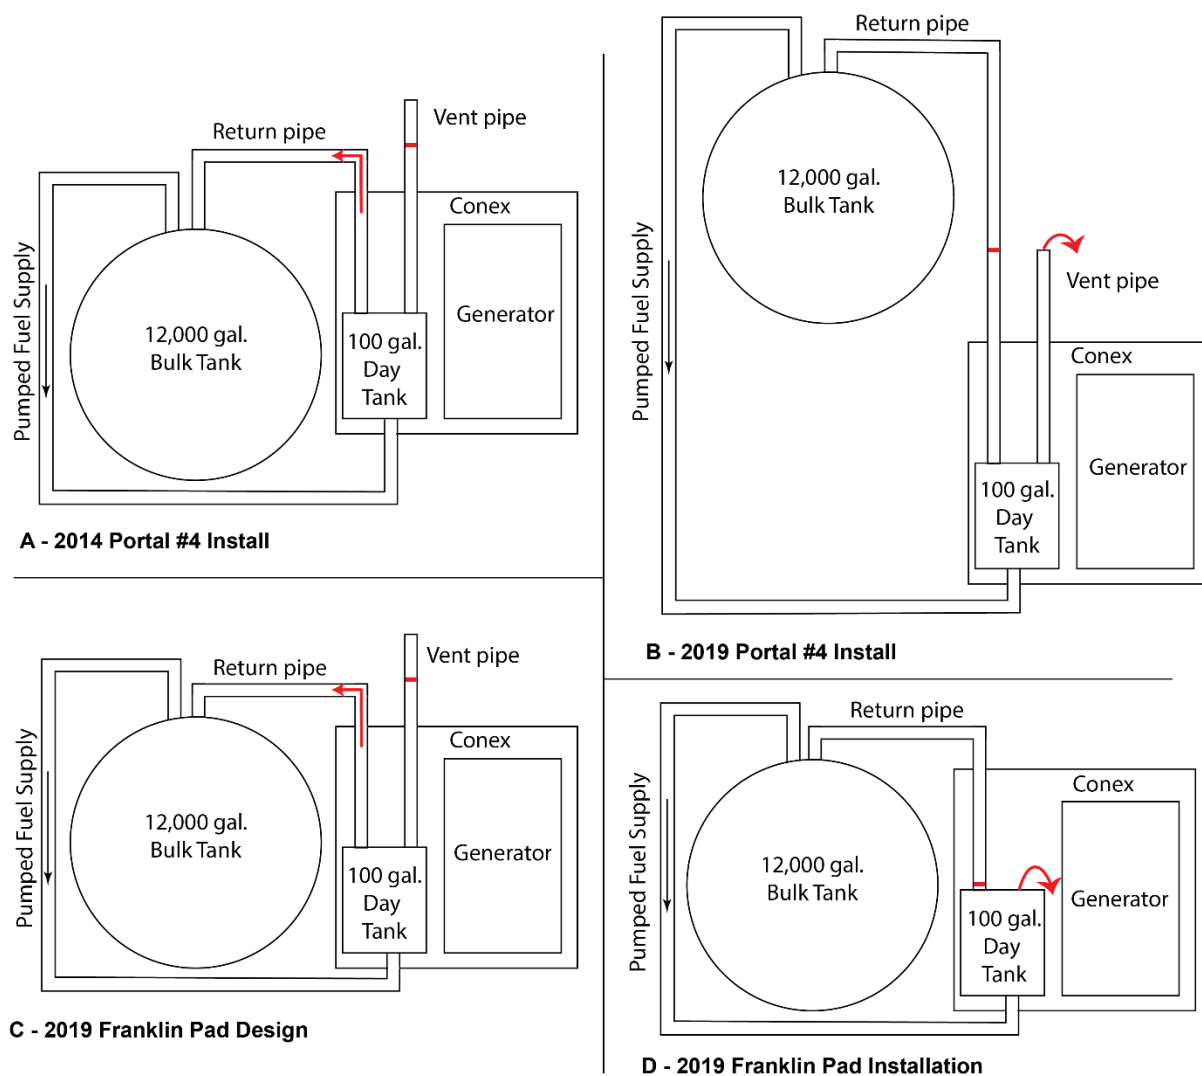 Return pipe
Vent pipe
Pumped Fuel Supply
Conex
12,000 gal.
Bulk Tank
100 gal.
Day
Tank
Generator
A - 2014 Portal #4 Install
Return pipe
Pumped Fuel Supply
12,000 gal.
Bulk Tank
Vent pipe
Conex
100 gal.
Day
Tank
Generator
B - 2019 Portal #4 Install
Return pipe
Vent pipe
Pumped Fuel Supply
Conex
12,000 gal.
Bulk Tank
100 gal.
Day
Tank
Generator
C - 2019 Franklin Pad Design
Return pipe
Pumped Fuel Supply
Conex
12,000 gal.
Bulk Tank
100 gal.
Day
Tank
Generator
D - 2019 Franklin Pad Installation